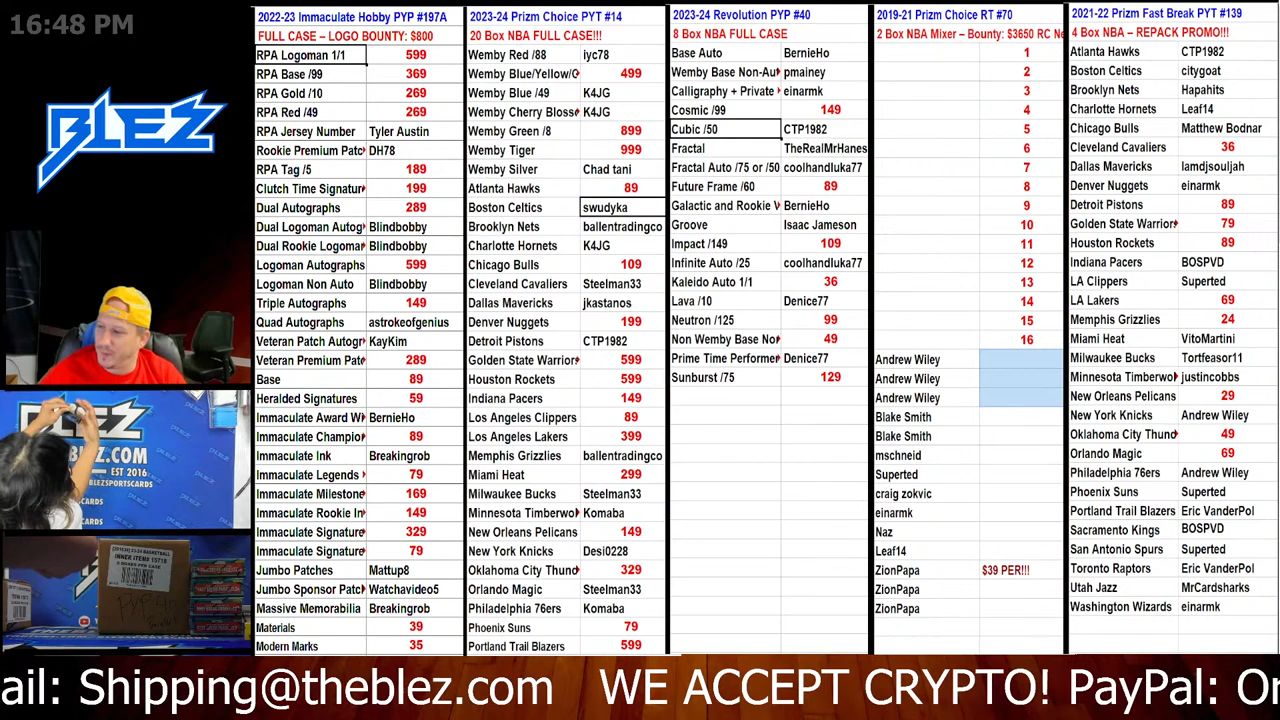 16:48 PM
BLEZ
BLEZ
Z.COM
EST 2016
BLEZSPORTSCARDS
INNER ITEMS 15718
2022-23 Immaculate Hobby PYP #197A
FULL CASE – LOGO BOUNTY: $800
RPA Logoman 1/1 599
RPA Base /99 369
RPA Gold /10 269
RPA Red /49 269
RPA Jersey Number Tyler Austin
Rookie Premium Patc DH78
RPA Tag /5 189
Clutch Time Signatur 199
Dual Autographs 289
Dual Logoman Autog Blindbobby
Dual Rookie Logoma Blindbobby
Logoman Autographs 599
Logoman Non Auto Blindbobby
Triple Autographs 149
Quad Autographs astrokeofgenius
Veteran Patch Autogr KayKim
Veteran Premium Pat 289
Base 89
Heralded Signatures 59
Immaculate Award W BernieHo
Immaculate Champio 89
Immaculate Ink Breakingrob
Immaculate Legends 79
Immaculate Milestone 169
Immaculate Rookie In 149
Immaculate Signature 329
Immaculate Signature 79
Jumbo Patches Mattup8
Jumbo Sponsor Patc Watchavideo5
Massive Memorabilia Breakingrob
Materials 39
Modern Marks 35
2023-24 Prizm Choice PYT #14
20 Box NBA FULL CASE!!!
Wemby Red /88 iyc78
Wemby Blue/Yellow/G 499
Wemby Blue /49 K4JG
Wemby Cherry Bloss K4JG
Wemby Green /8 899
Wemby Tiger 999
Wemby Silver Chad tani
Atlanta Hawks 89
Boston Celtics swudyka
Brooklyn Nets ballentradingco
Charlotte Hornets K4JG
Chicago Bulls 109
Cleveland Cavaliers Steelman33
Dallas Mavericks jkastanos
Denver Nuggets 199
Detroit Pistons CTP1982
Golden State Warrior 599
Houston Rockets 599
Indiana Pacers 149
Los Angeles Clippers 89
Los Angeles Lakers 399
Memphis Grizzlies ballentradingco
Miami Heat 299
Milwaukee Bucks Steelman33
Minnesota Timberwo Komaba
New Orleans Pelicans 149
New York Knicks Desi0228
Oklahoma City Thunc 329
Orlando Magic Steelman33
Philadelphia 76ers Komaba
Phoenix Suns 79
Portland Trail Blazers 599
2023-24 Revolution PYP #40
8 Box NBA FULL CASE
Base Auto BernieHo
Wemby Base Non-Au pmainey
Calligraphy + Private einarmk
Cosmic /99 149
Cubic /50 CTP1982
Fractal TheRealMrHanes
Fractal Auto /75 or /50 coolhandluka77
Future Frame /60 89
Galactic and Rookie V BernieHo
Groove Isaac Jameson
Impact /149 109
Infinite Auto /25 coolhandluka77
Kaleido Auto 1/1 36
Lava /10 Denice77
Neutron /125 99
Non Wemby Base No 49
Prime Time Performe Denice77
Sunburst /75 129
2019-21 Prizm Choice RT #70
2 Box NBA Mixer – Bounty: $3650 RC Ne
1
2
3
4
5
6
7
8
9
10
11
12
13
14
15
16
Andrew Wiley
Andrew Wiley
Andrew Wiley
Blake Smith
Blake Smith
mschneid
Superted
craig zokvic
einarmk
Naz
Leaf14
ZionPapa $39 PER!!!
ZionPapa
ZionPapa
2021-22 Prizm Fast Break PYT #139
4 Box NBA – REPACK PROMO!!!
Atlanta Hawks CTP1982
Boston Celtics citygoat
Brooklyn Nets Hapahits
Charlotte Hornets Leaf14
Chicago Bulls Matthew Bodnar
Cleveland Cavaliers 36
Dallas Mavericks Iamdjsouljah
Denver Nuggets einarmk
Detroit Pistons 89
Golden State Warrior 79
Houston Rockets 89
Indiana Pacers BOSPVD
LA Clippers Superted
LA Lakers 69
Memphis Grizzlies 24
Miami Heat VitoMartini
Milwaukee Bucks Tortfeasor11
Minnesota Timberwo justincobbs
New Orleans Pelicans 29
New York Knicks Andrew Wiley
Oklahoma City Thunc 49
Orlando Magic 69
Philadelphia 76ers Andrew Wiley
Phoenix Suns Superted
Portland Trail Blazers Eric VanderPol
Sacramento Kings BOSPVD
San Antonio Spurs Superted
Toronto Raptors Eric VanderPol
Utah Jazz MrCardsharks
Washington Wizards einarmk
ail: Shipping@theblez.com WE ACCEPT CRYPTO! PayPal: Or